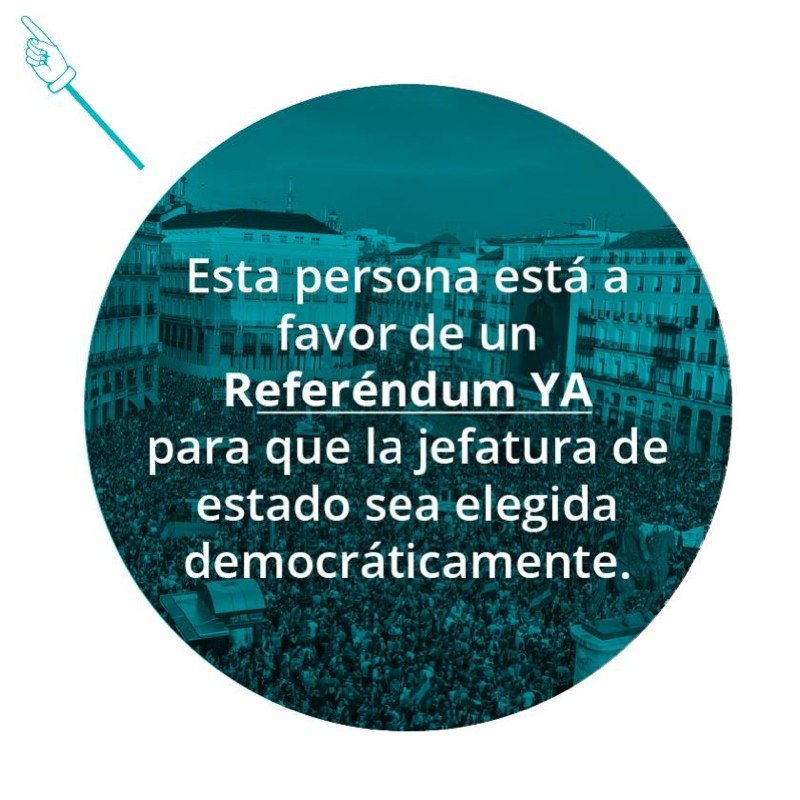 Esta persona está a
favor de un
Referéndum YA
para que la jefatura de
estado sea elegida
democráticamente.